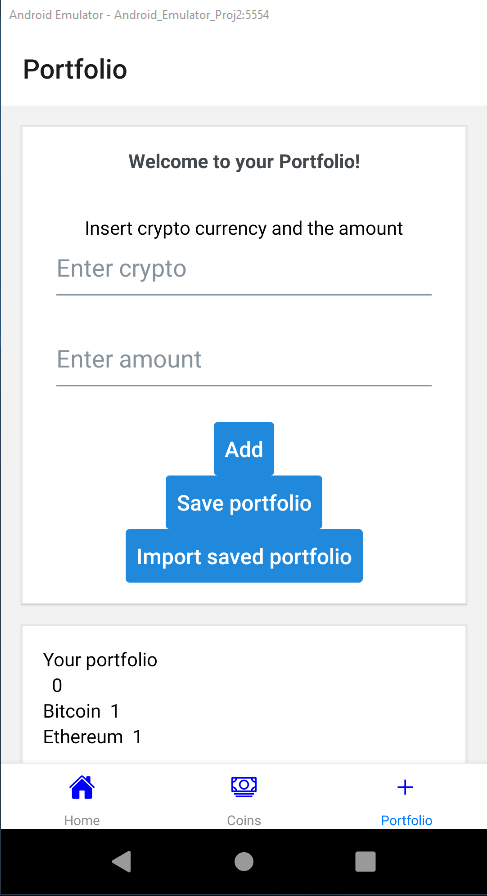 Android Emulator - Android_Emulator_Proj2:5554
Portfolio
Welcome to your Portfolio!
Insert crypto currency and the amount
Enter crypto
Enter amount
Add
Save portfolio
Import saved portfolio
Your portfolio
0
Bitcoin 1
Ethereum 1
Home Coins Portfolio